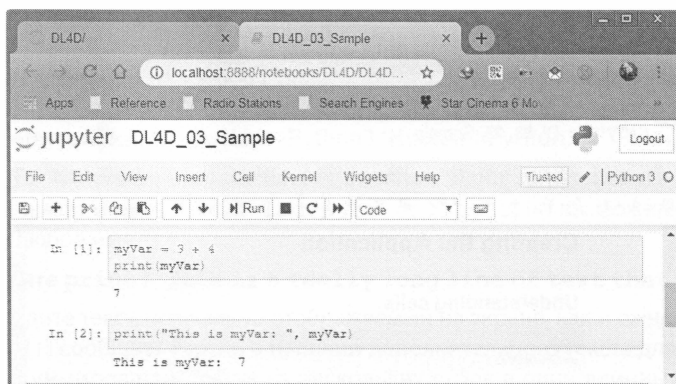 DL4D/ × DL4D_03_Sample × +
localhost:8888/notebooks/DL4D/DL4D...
Apps Reference Radio Stations Search Engines Star Cinema 6 Mo
jupyter DL4D_03_Sample Logout
File Edit View Insert Cell Kernel Widgets Help Trusted Python 3
Run Code
In [1]: myVar = 3 + 4
print(myVar)
7
In [2]: print("This is myVar: ", myVar)
This is myVar: 7